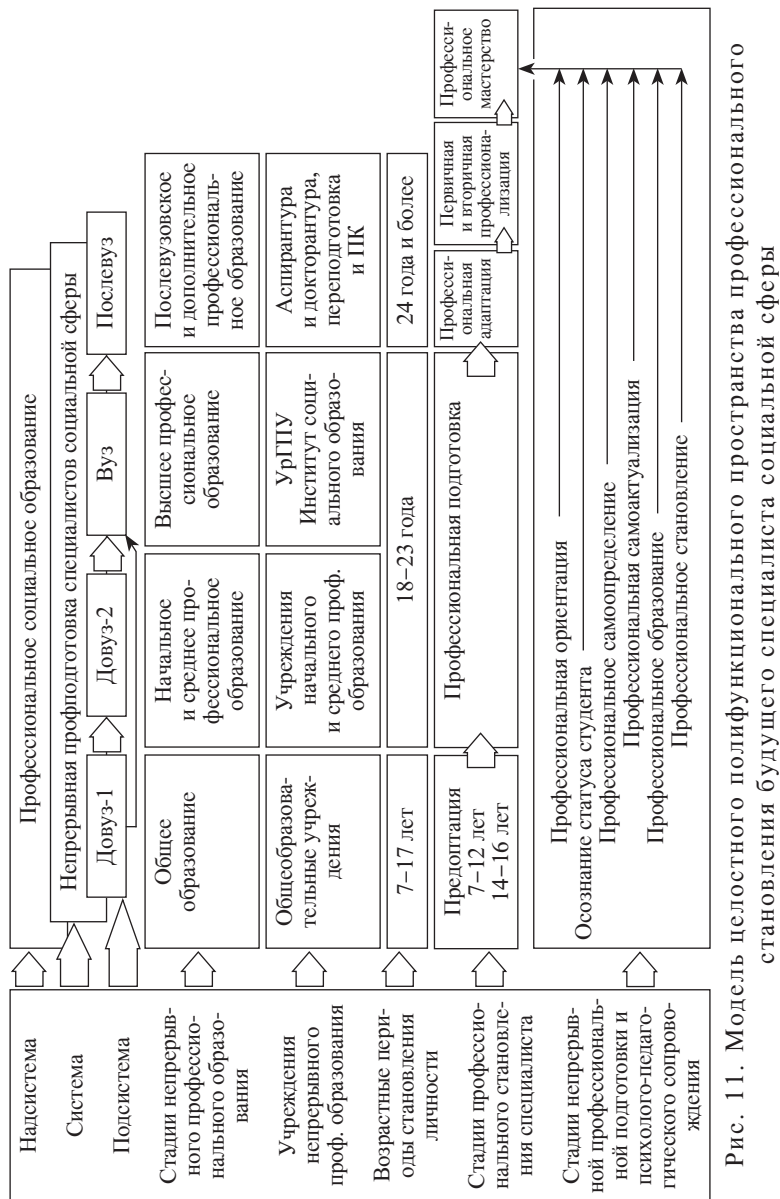 Надсистема
Профессиональное социальное образование
Система
Непрерывная профподготовка специалистов социальной сферы
Подсистема
Довуз-1
Довуз-2
Вуз
Послевуз
Стадии непрерыв-
ного профессио-
нального образо-
вания
Общее
образование
Начальное
и среднее про-
фессиональное
образование
Высшее профес-
сиональное
образование
Послевузовское
и дополнительное
профессиональ-
ное образование
Учреждения
непрерывного
проф. образования
Общеобразова-
тельные учреж-
дения
Учреждения
начального
и среднего проф.
образования
УрГПУ
Институт соци-
ального образо-
вания
Аспирантура
и докторантура,
переподготовка
и ПК
Возрастные пери-
оды становления
личности
7–17 лет
18–23 года
24 года и более
Стадии профессио-
нального становле-
ния специалиста
Предоптация
7–12 лет
14–16 лет
Профессиональная подготовка
Професси-
ональная
адаптация
Первичная
и вторичная
профессиона-
лизация
Професси-
ональное
мастерство
Стадии непрерыв-
ной профессиональ-
ной подготовки и
психолого-педаго-
гического сопрово-
ждения
Профессиональная ориентация
Осознание статуса студента
Профессиональное самоопределение
Профессиональная самоактуализация
Профессиональное образование
Профессиональное становление
Рис. 11. Модель целостного полифункционального пространства профессионального
становления будущего специалиста социальной сферы